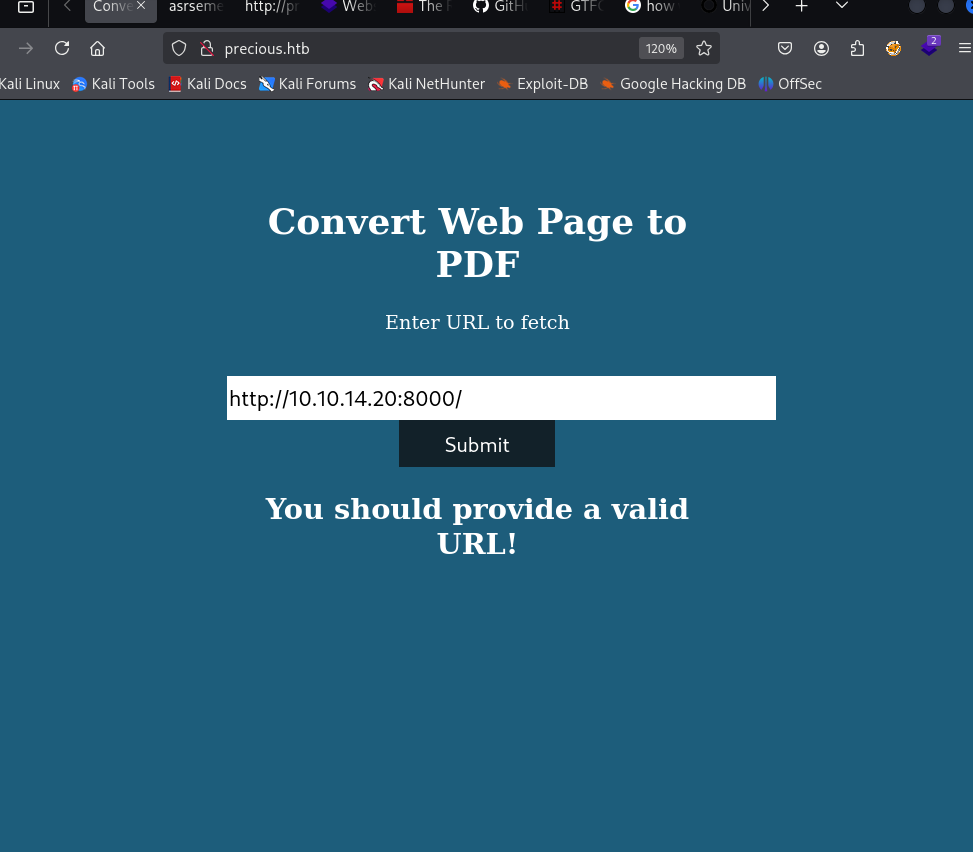 Conve
asrseme
http://pr
Web
The F
GitH
GTFO
how
Univ
precious.htb
120%
2
Kali Linux
Kali Tools
Kali Docs
Kali Forums
Kali NetHunter
Exploit-DB
Google Hacking DB
OffSec
Convert Web Page to
PDF
Enter URL to fetch
http://10.10.14.20:8000/
Submit
You should provide a valid
URL!